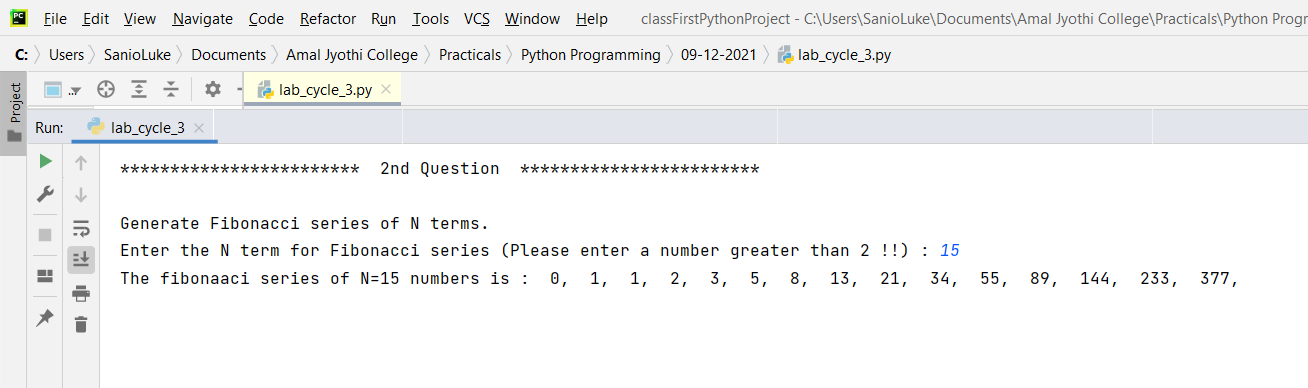 PC File Edit View Navigate Code Refactor Run Tools VCS Window Help classFirstPythonProject - C:\Users\SanioLuke\Documents\Amal Jyothi College\Practicals\Python Progr
C: Users SanioLuke Documents Amal Jyothi College Practicals Python Programming 09-12-2021 lab_cycle_3.py
Project
.. lab_cycle_3.py
Run: lab_cycle_3
************************ 2nd Question ************************
Generate Fibonacci series of N terms.
Enter the N term for Fibonacci series (Please enter a number greater than 2 !!) : 15
The fibonaaci series of N=15 numbers is : 0, 1, 1, 2, 3, 5, 8, 13, 21, 34, 55, 89, 144, 233, 377,